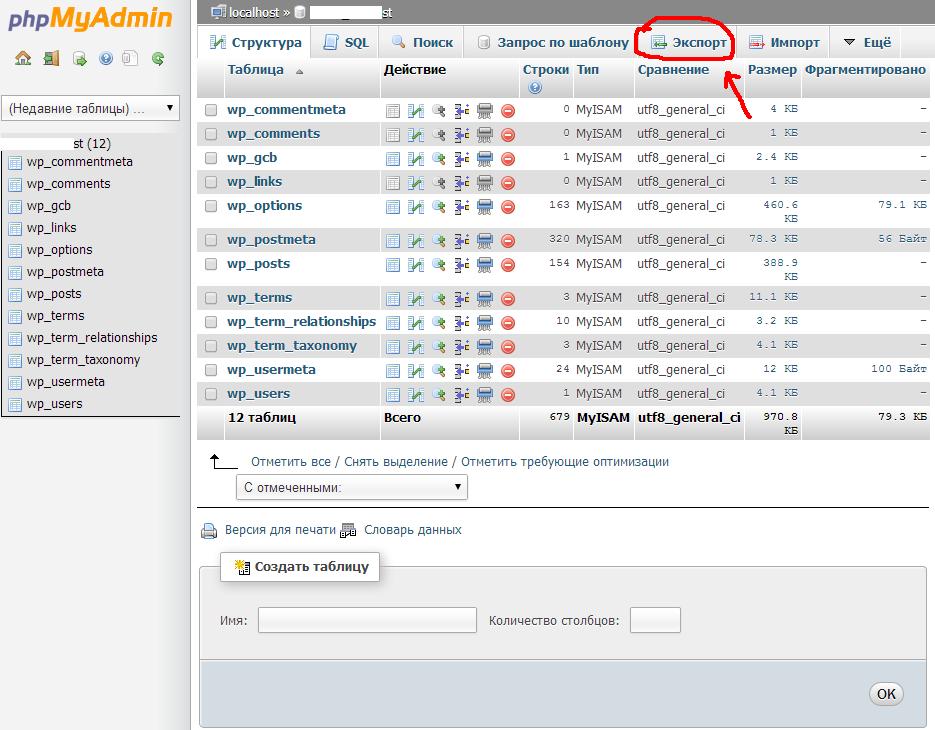 phpMyAdmin
localhost » st
Структура SQL Поиск Запрос по шаблону Экспорт Импорт Ещё
(Недавние таблицы) ...
st (12)
wp_commentmeta
wp_comments
wp_gcb
wp_links
wp_options
wp_postmeta
wp_posts
wp_terms
wp_term_relationships
wp_term_taxonomy
wp_usermeta
wp_users
Таблица Действие Строки Тип Сравнение Размер Фрагментировано
wp_commentmeta 0 MyISAM utf8_general_ci 4 КБ -
wp_comments 0 MyISAM utf8_general_ci 1 КБ -
wp_gcb 1 MyISAM utf8_general_ci 2.4 КБ -
wp_links 0 MyISAM utf8_general_ci 1 КБ -
wp_options 163 MyISAM utf8_general_ci 460.6 79.1 КБ
КБ
wp_postmeta 320 MyISAM utf8_general_ci 78.3 КБ 56 Байт
wp_posts 154 MyISAM utf8_general_ci 388.9 -
КБ
wp_terms 3 MyISAM utf8_general_ci 11.1 КБ -
wp_term_relationships 10 MyISAM utf8_general_ci 3.2 КБ -
wp_term_taxonomy 3 MyISAM utf8_general_ci 4.1 КБ -
wp_usermeta 24 MyISAM utf8_general_ci 12 КБ 100 Байт
wp_users 1 MyISAM utf8_general_ci 4.1 КБ -
12 таблиц Всего 679 MyISAM utf8_general_ci 970.8 79.3 КБ
КБ
Отметить все / Снять выделение / Отметить требующие оптимизации
С отмеченными:
Версия для печати Словарь данных
Создать таблицу
Имя: Количество столбцов:
OK